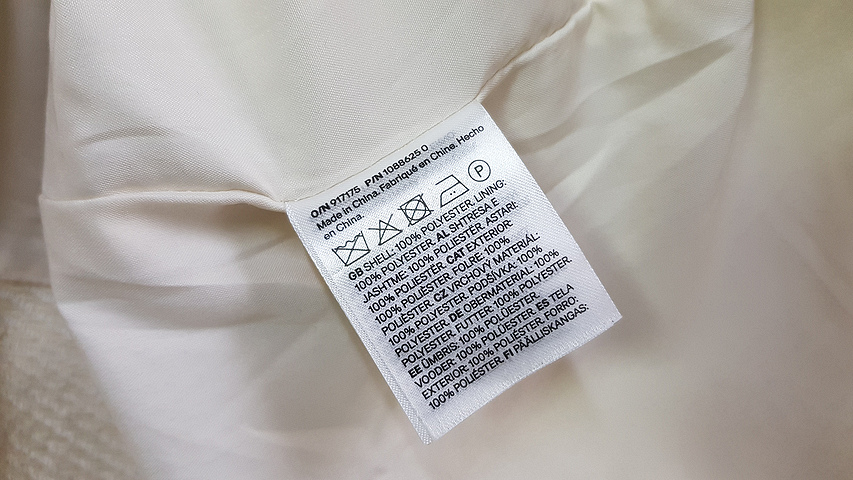 O/N 917175 P/N 1088625 0
Made in China. Fabriqué en Chine. Hecho
en China.
P
GB SHELL: 100% POLYESTER. LINING:
100% POLYESTER. AL SHTRESA E
JASHTME: 100% POLIESTËR. ASTARI:
100% POLIESTËR. CAT EXTERIOR:
100% POLIÈSTER. FOLRE: 100%
POLIÈSTER. CZ VRCHOVÝ MATERIÁL:
100% POLYESTER. PODŠÍVKA: 100%
POLYESTER. DE OBERMATERIAL: 100%
POLYESTER. FUTTER: 100% POLYESTER.
EE ÜMBRIS: 100% POLÜESTER.
VOODER: 100% POLÜESTER. ES TELA
EXTERIOR: 100% POLIÉSTER. FORRO:
100% POLIÉSTER. FI PÄÄLLISKANGAS: